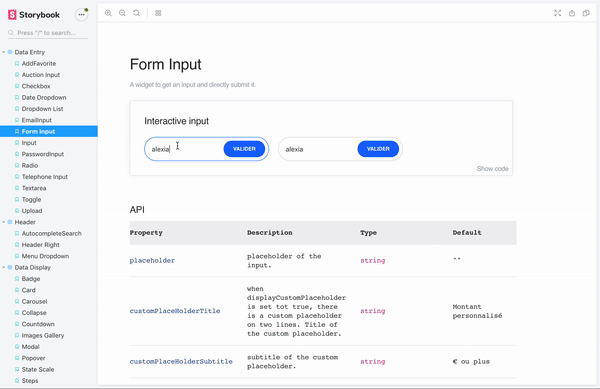 Storybook
Press "/" to search...
Data Entry
AddFavorite
Auction Input
Checkbox
Date Dropdown
Dropdown List
EmailInput
Form Input
Input
PasswordInput
Radio
Telephone Input
Textarea
Toggle
Upload
Header
AutocompleteSearch
Header Right
Menu Dropdown
Data Display
Badge
Card
Carousel
Collapse
Countdown
Images Gallery
Modal
Popover
State Scale
Steps
Form Input
A widget to get an input and directly submit it.
Interactive input
alexia VALIDER alexia VALIDER
Show code
API
Property Description Type Default
placeholder placeholder of the input. string ""
customPlaceHolderTitle when displayCustomPlaceholder is set tot true, there is a custom placeholder on two lines. Title of the custom placeholder. string Montant personnalisé
customPlaceHolderSubtitle subtitle of the custom placeholder. string € ou plus